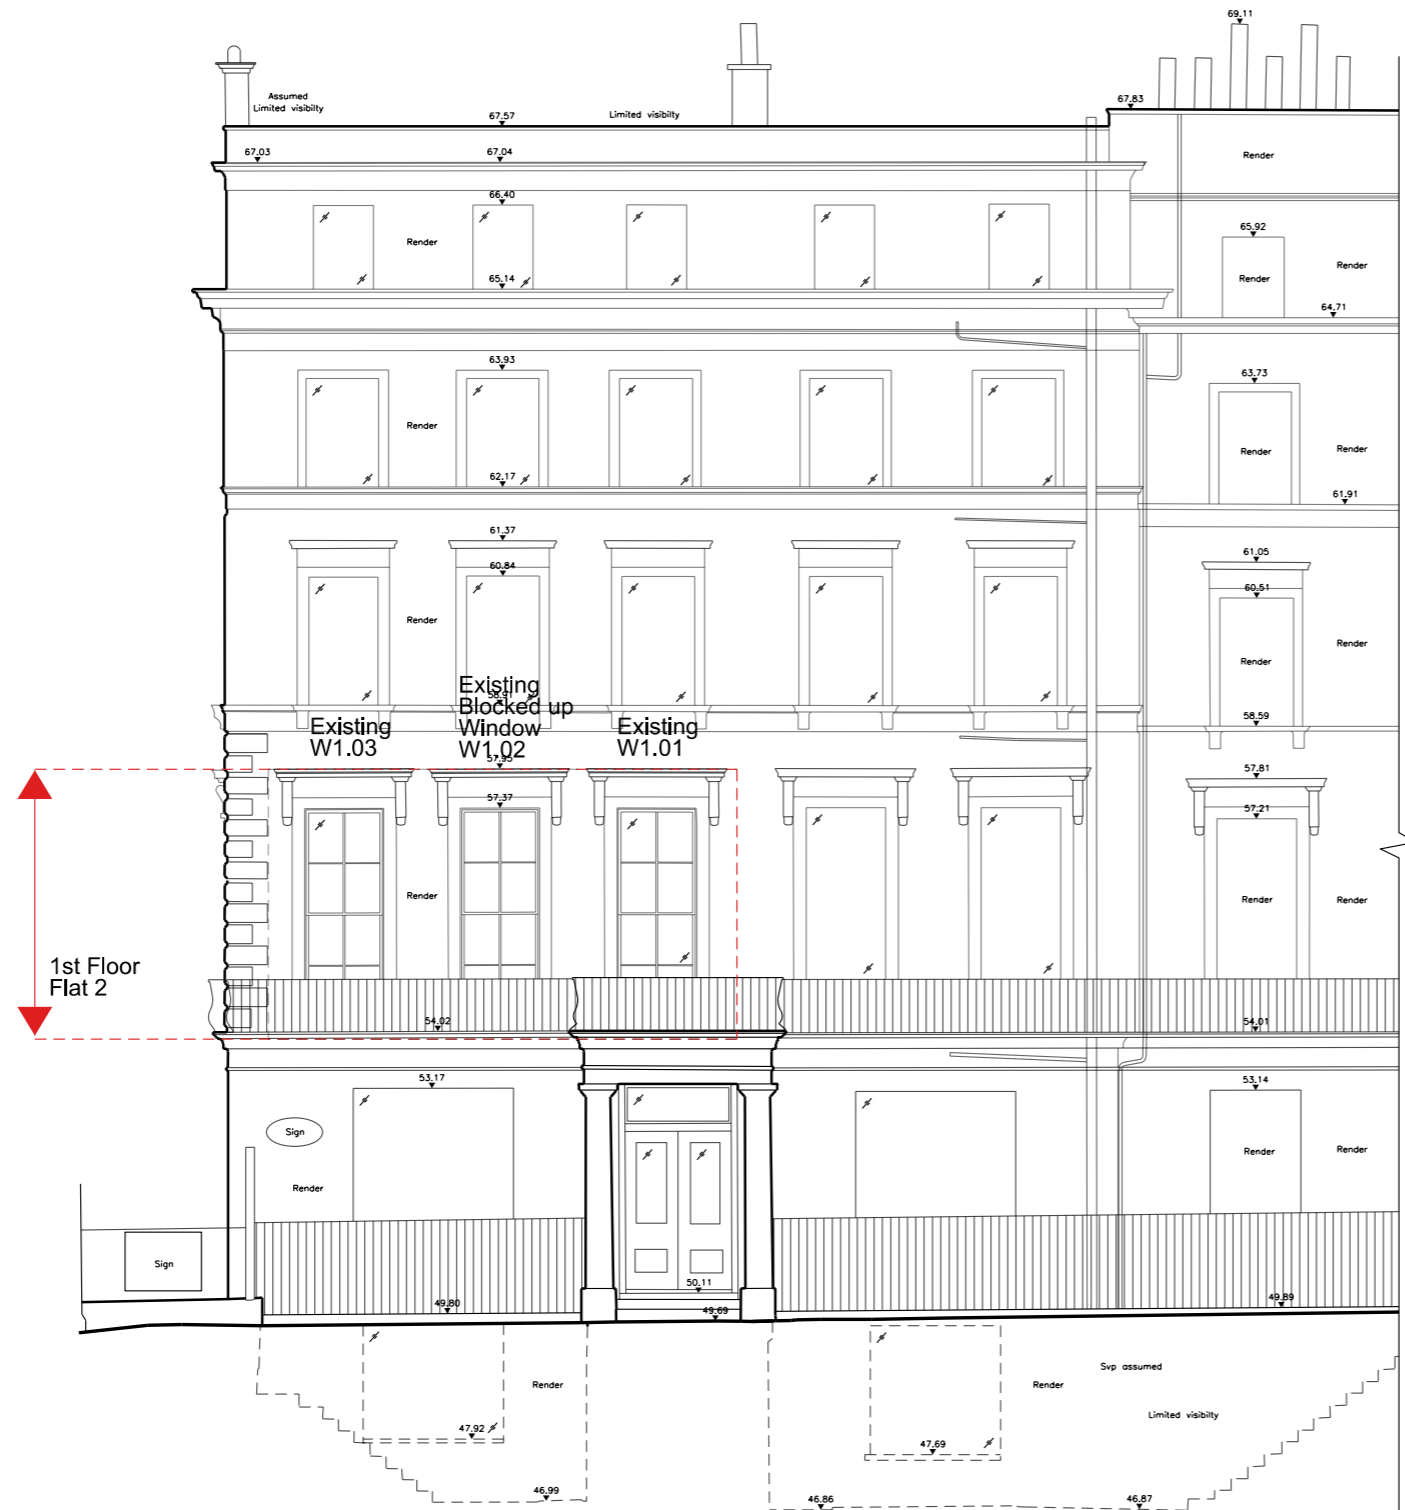 69.11
Assumed
Limited visibilty
67.57
Limited visibilty
67.83
67.03
67.04
Render
66.40
Render
65.92
Render
Render
65.14
64.71
63.93
63.73
Render
Render
Render
62.17
61.91
61.37
61.05
60.84
60.51
Render
Render
Render
Existing
Blocked up
Window
W1.02
Existing
W1.03
Existing
W1.01
58.59
57.95
57.81
57.37
57.21
Render
Render
Render
1st Floor
Flat 2
54.02
54.01
53.17
53.14
Sign
Render
Render
Render
Sign
50.11
49.80
49.69
49.89
Svp assumed
Render
Render
Limited visibilty
47.92
47.69
46.99
46.86
46.87